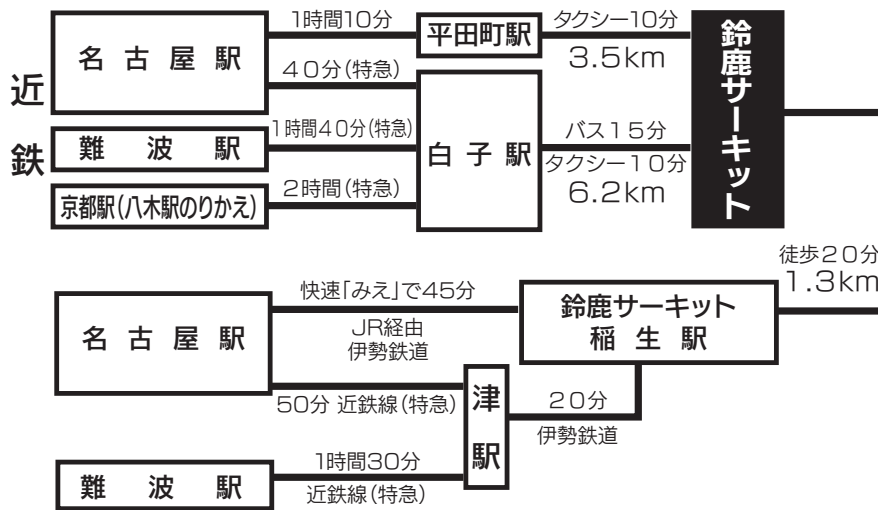 近鉄
名古屋駅
1時間10分
平田町駅
タクシー10分
3.5km
鈴鹿サーキット
40分(特急)
難波駅
1時間40分(特急)
白子駅
バス15分
タクシー10分
6.2km
京都駅(八木駅のりかえ)
2時間(特急)
徒歩20分
1.3km
名古屋駅
快速「みえ」で45分
JR経由
伊勢鉄道
鈴鹿サーキット
稲生駅
50分 近鉄線(特急)
津駅
20分
伊勢鉄道
難波駅
1時間30分
近鉄線(特急)